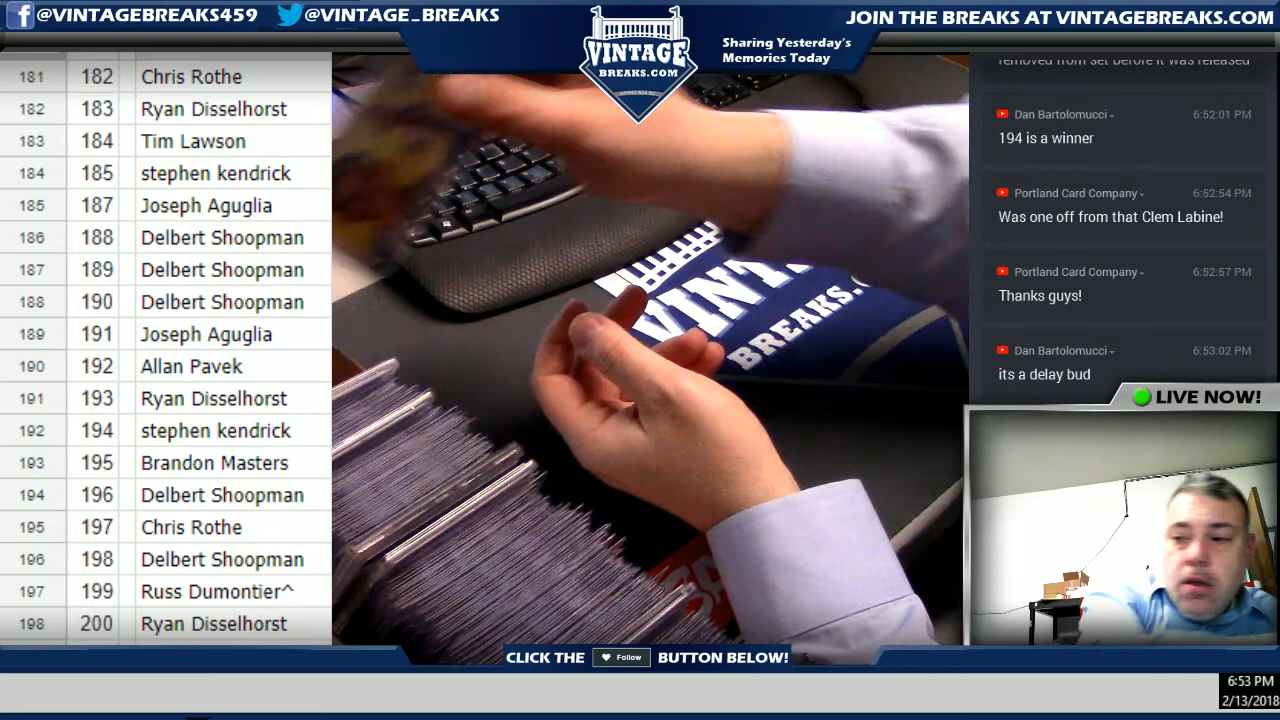 @VINTAGEBREAKS459
@VINTAGE_BREAKS
VINTAGE
BREAKS.COM
Sharing Yesterday's
Memories Today
JOIN THE BREAKS AT VINTAGEBREAKS.COM
181 182 Chris Rothe
182 183 Ryan Disselhorst
183 184 Tim Lawson
184 185 stephen kendrick
185 187 Joseph Aguglia
186 188 Delbert Shoopman
187 189 Delbert Shoopman
188 190 Delbert Shoopman
189 191 Joseph Aguglia
190 192 Allan Pavek
191 193 Ryan Disselhorst
192 194 stephen kendrick
193 195 Brandon Masters
194 196 Delbert Shoopman
195 197 Chris Rothe
196 198 Delbert Shoopman
197 199 Russ Dumontier^
198 200 Ryan Disselhorst
VINT
BREAKS.
removed from set before it was released
Dan Bartolomucci 6:52:01 PM
194 is a winner
Portland Card Company 6:52:54 PM
Was one off from that Clem Labine!
Portland Card Company 6:52:57 PM
Thanks guys!
Dan Bartolomucci 6:53:02 PM
its a delay bud
LIVE NOW!
CLICK THE Follow BUTTON BELOW!
6:53 PM
2/13/2018